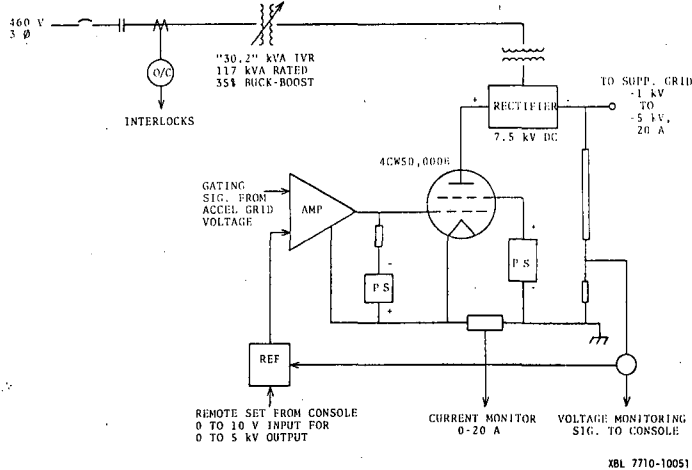 460 V
3 Ø
O/C
INTERLOCKS
"30.2" kVA IVR
117 kVA RATED
35% BUCK-BOOST
+
RECTIFIER
-
7.5 kV DC
TO SUPP. GRID
-1 kV
TO
-5 kV,
20 A
4CW50,000E
GATING
SIG. FROM
ACCEL GRID
VOLTAGE
AMP
+
P S
-
-
P S
+
REF
REMOTE SET FROM CONSOLE
0 TO 10 V INPUT FOR
0 TO 5 kV OUTPUT
CURRENT MONITOR
0-20 A
VOLTAGE MONITORING
SIG. TO CONSOLE
XBL 7710-10051